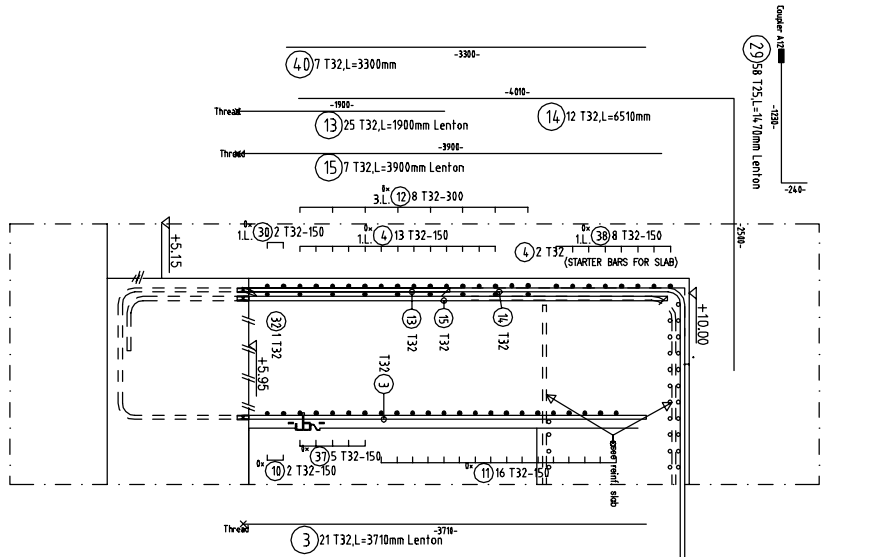 -3300-
40 7 T32,L=3300mm
Coupler A12
29 58 T25,L=1470mm Lenton
-1230-
-240-
-4010-
14 12 T32,L=6510mm
-2500-
-1900-
Thread
13 25 T32,L=1900mm Lenton
-3900-
Thread
15 7 T32,L=3900mm Lenton
3.L. 12 8 T32-300
1.L. 30 2 T32-150
1.L. 4 13 T32-150
1.L. 38 8 T32-150
4 2 T32
(STARTER BARS FOR SLAB)
+5.15
+10.00
32 1 T32
13 T32
15 T32
14 T32
+5.95
T32 3
37 5 T32-150
10 2 T32-150
11 16 T32-150
reinf. slab
Thread
-3710-
3 21 T32,L=3710mm Lenton